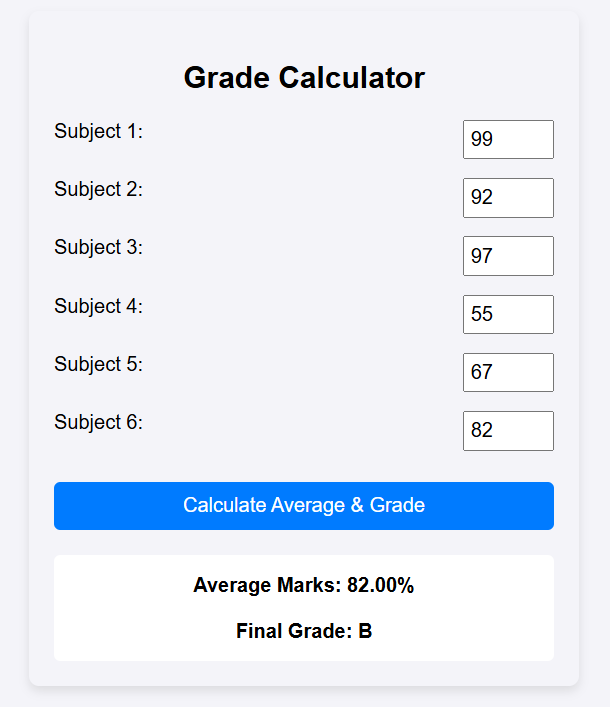 Grade Calculator
Subject 1: 99
Subject 2: 92
Subject 3: 97
Subject 4: 55
Subject 5: 67
Subject 6: 82
Calculate Average & Grade
Average Marks: 82.00%
Final Grade: B